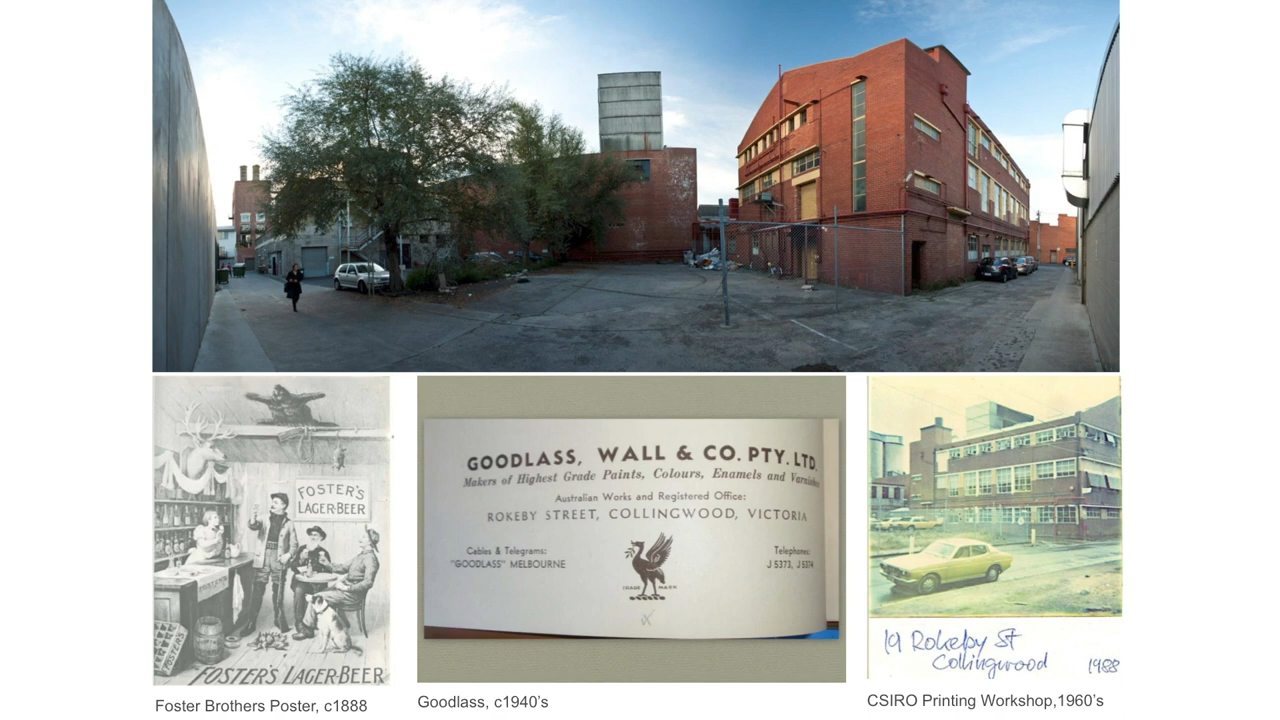 FOSTER'S
LAGER-BEER
FOSTER'S
FOSTER'S
FOSTER'S LAGER-BEER
Foster Brothers Poster, c1888
GOODLASS, WALL & CO. PTY. LTD.
Makers of Highest Grade Paints, Colours, Enamels and
Australian Works and Registered Office:
ROKEBY STREET, COLLINGWOOD, VICTORIA
Cables & Telegrams:
"GOODLASS" MELBOURNE
Telephones:
J 5373, J 5374
TRADE MARK
Goodlass, c1940's
19 Rokeby St
Collingwood
1988
CSIRO Printing Workshop,1960's